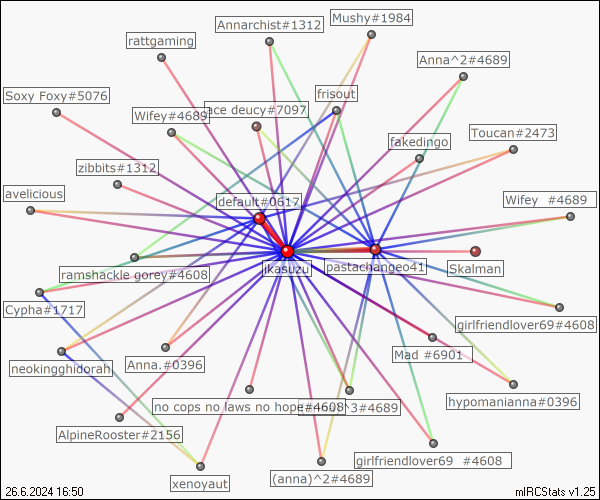 Mushy#1984
Annarchist#1312
rattgaming
Anna^2#4689
Soxy Foxy#5076
frisout
ace deucy#7097
Wifey#4689
Toucan#2473
fakedingo
zibbits#1312
avelicious
default#0617
Wifey #4689
ramshackle gorey#4608
jkasuzu
pastachangeo41
Skalman
Cypha#1717
girlfriendlover69#4608
Mad #6901
neokingghidorah
Anna.#0396
no cops no laws no hope#4608
^3#4689
hypomanianna#0396
AlpineRooster#2156
girlfriendlover69 #4608
xenoyaut
(anna)^2#4689
26.6.2024 16:50
mIRCStats v1.25